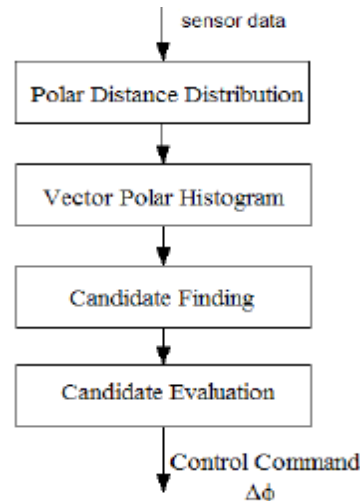 sensor data
Polar Distance Distribution
Vector Polar Histogram
Candidate Finding
Candidate Evaluation
Control Command
Δϕ